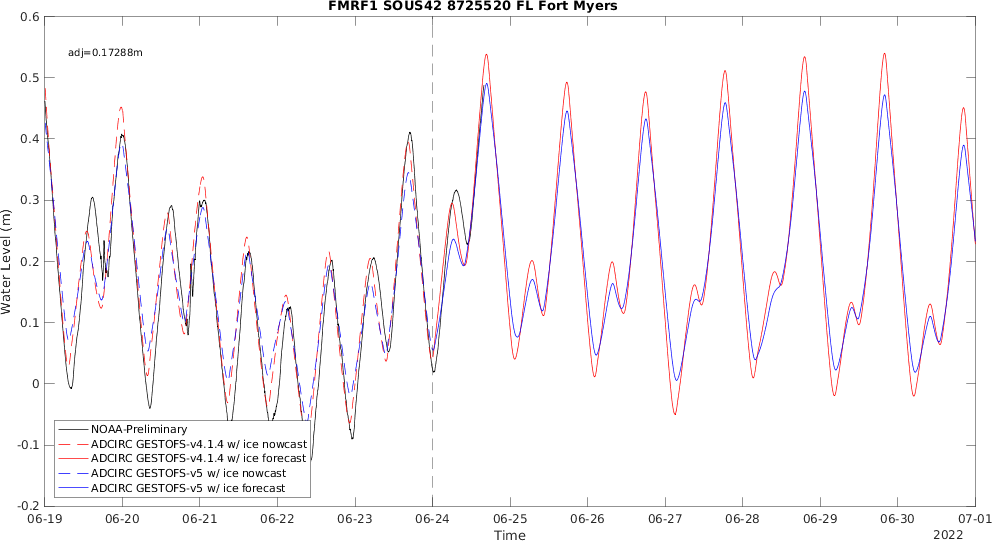 FMRF1 SOUS42 8725520 FL Fort Myers
adj=0.17288m
Water Level (m)
0.6
0.5
0.4
0.3
0.2
0.1
0
-0.1
-0.2
NOAA-Preliminary
ADCIRC GESTOFS-v4.1.4 w/ ice nowcast
ADCIRC GESTOFS-v4.1.4 w/ ice forecast
ADCIRC GESTOFS-v5 w/ ice nowcast
ADCIRC GESTOFS-v5 w/ ice forecast
06-19 06-20 06-21 06-22 06-23 06-24 06-25 06-26 06-27 06-28 06-29 06-30 07-01
Time
2022